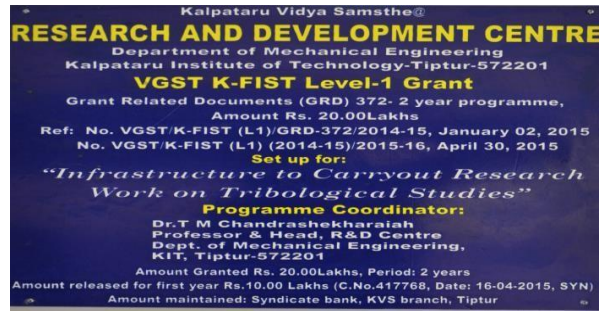 Kalpataru Vidya Samsthe@
RESEARCH AND DEVELOPMENT CENTRE
Department of Mechanical Engineering
Kalpataru Institute of Technology-Tiptur-572201
VGST K-FIST Level-1 Grant
Grant Related Documents (GRD) 372- 2 year programme,
Amount Rs. 20.00Lakhs
Ref: No. VGST/K-FIST (L1)/GRD-372/2014-15, January 02, 2015
No. VGST/K-FIST (L1) (2014-15)/2015-16, April 30, 2015
Set up for:
“Infrastructure to Carryout Research
Work on Tribological Studies”
Programme Coordinator:
Dr.T M Chandrashekharaiah
Professor & Head, R&D Centre
Dept. of Mechanical Engineering,
KIT, Tiptur-572201
Amount Granted Rs. 20.00Lakhs, Period: 2 years
Amount released for first year Rs.10.00 Lakhs (C.No.417768, Date: 16-04-2015, SYN)
Amount maintained: Syndicate bank, KVS branch, Tiptur